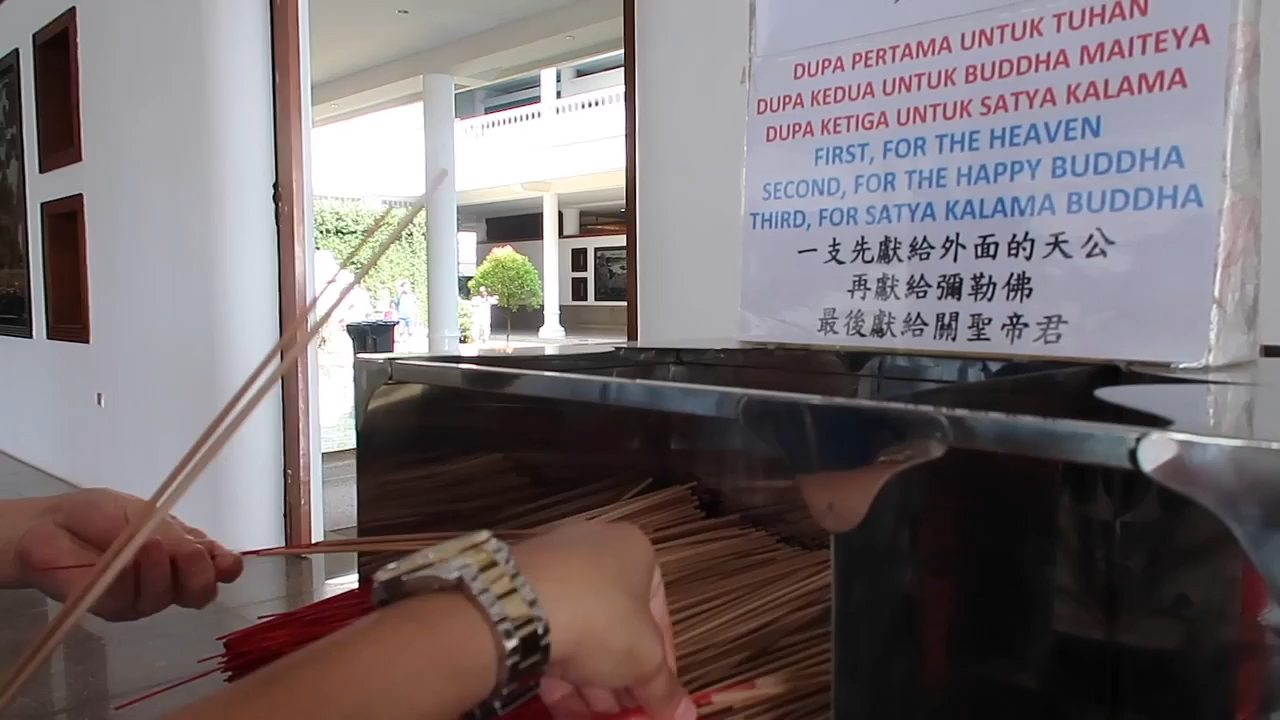 DUPA PERTAMA UNTUK TUHAN
DUPA KEDUA UNTUK BUDDHA MAITEYA
DUPA KETIGA UNTUK SATYA KALAMA
FIRST, FOR THE HEAVEN
SECOND, FOR THE HAPPY BUDDHA
THIRD, FOR SATYA KALAMA BUDDHA
一支先獻給外面的天公
再獻給彌勒佛
最後獻給關聖帝君